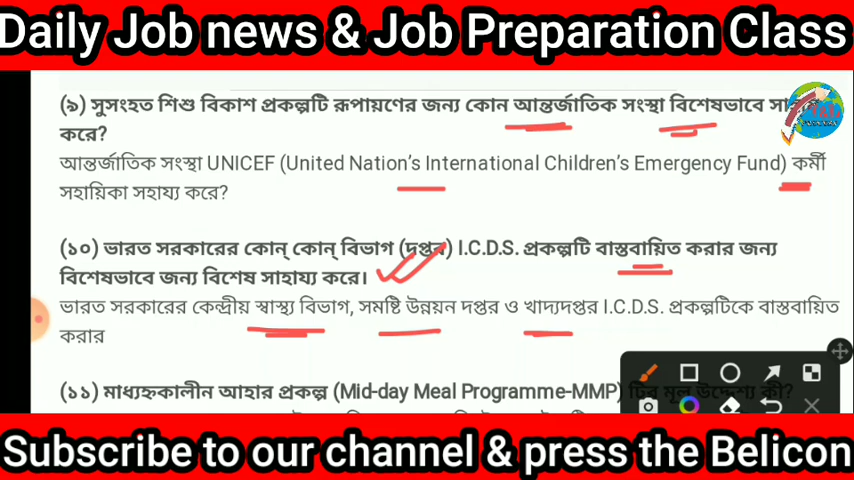 Daily Job news & Job Preparation Class
(৯) সুসংহত শিশু বিকাশ প্রকল্পটি রূপায়ণের জন্য কোন আন্তর্জাতিক সংস্থা বিশেষভাবে
করে?
আন্তর্জাতিক সংস্থা UNICEF (United Nation's International Children's Emergency Fund) কর্মী
সহায়িকা সহায্য করে?
(১০) ভারত সরকারের কোন্ কোন্ বিভাগ (দপ্তর) I.C.D.S. প্রকল্পটি বাস্তবায়িত করার জন্য
বিশেষভাবে জন্য বিশেষ সাহায্য করে।
ভারত সরকারের কেন্দ্রীয় স্বাস্থ্য বিভাগ, সমষ্টি উন্নয়ন দপ্তর ও খাদ্যদপ্তর I.C.D.S. প্রকল্পটিকে বাস্তবায়িত
করার
(১১) মাধ্যহ্নকালীন আহার প্রকল্প (Mid-day Meal Programme-MMP) টির মূল উদ্দেশ্য কী?
Subscribe to our channel & press the Belicon